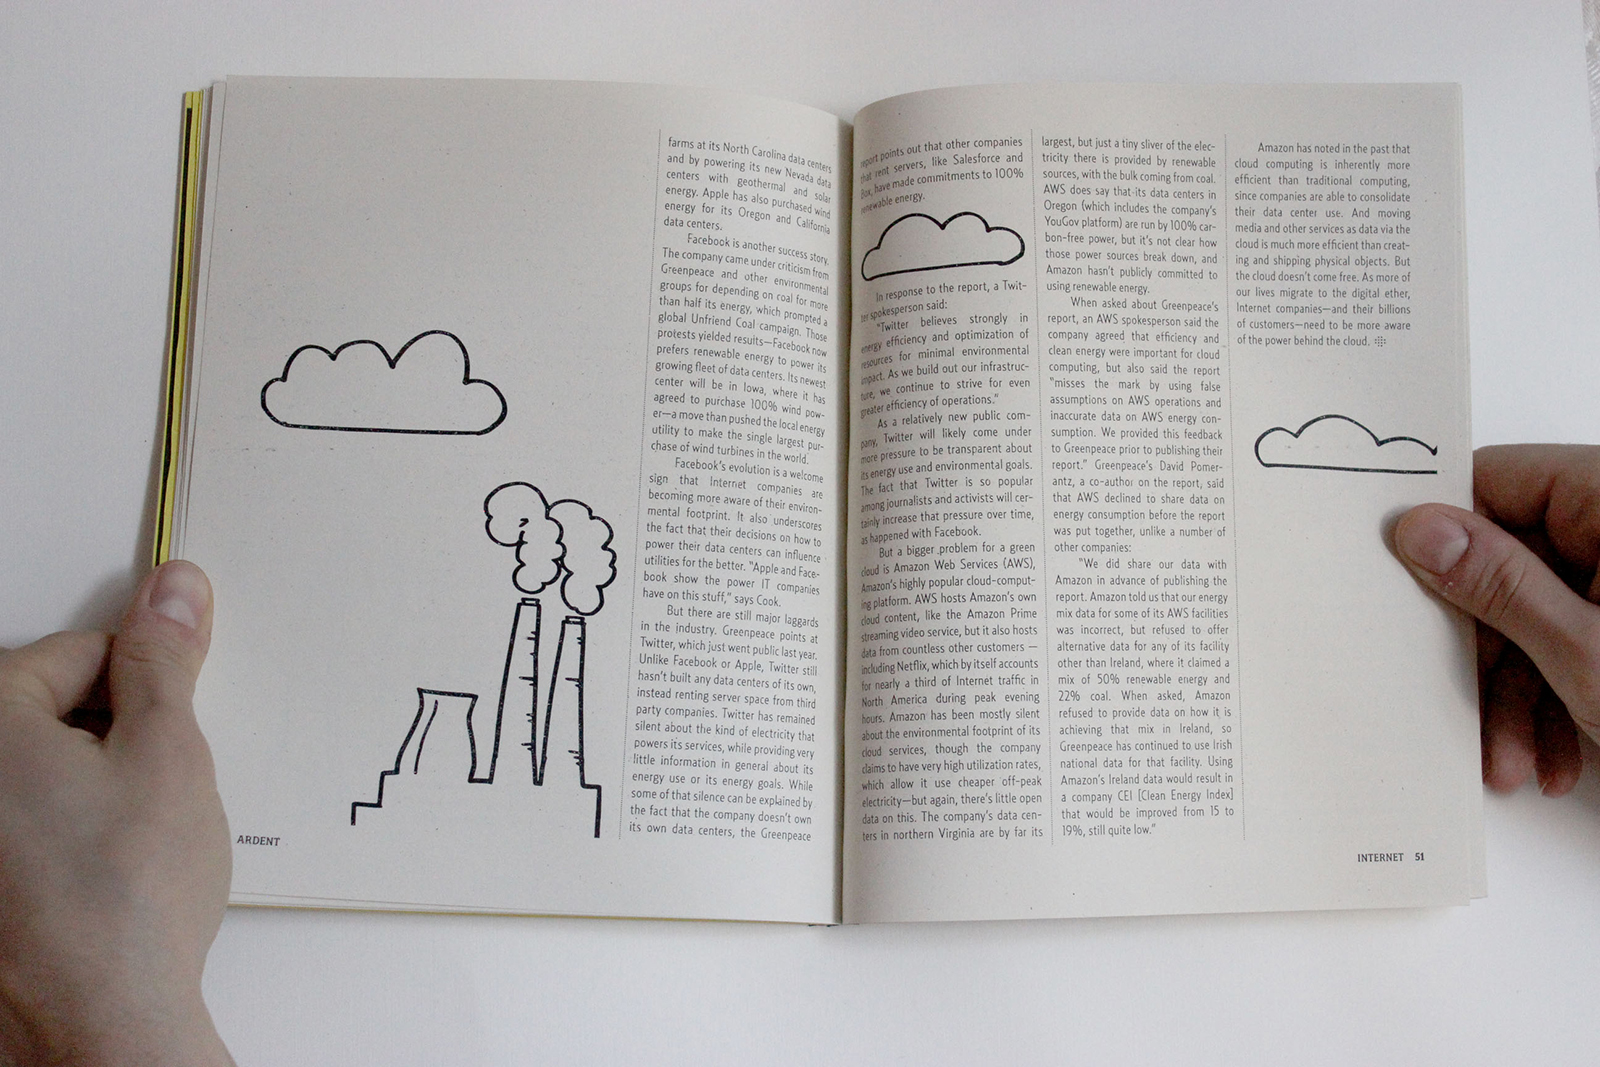 farms at its North Carolina data centers
and by powering its new Nevada data
centers with geothermal and solar
energy. Apple has also purchased wind
energy for its Oregon and California
data centers.
Facebook is another success story.
The company came under criticism from
Greenpeace and other environmental
groups for depending on coal for more
than half its energy, which prompted a
global Unfriend Coal campaign. Those
protests yielded results—Facebook now
prefers renewable energy to power its
growing fleet of data centers. Its newest
center will be in Iowa, where it has
agreed to purchase 100% wind pow-
er—a move than pushed the local energy
utility to make the single largest pur-
chase of wind turbines in the world.
Facebook's evolution is a welcome
sign that Internet companies are
becoming more aware of their environ-
mental footprint. It also underscores
the fact that their decisions on how to
power their data centers can influence
utilities for the better. "Apple and Face-
book show the power IT companies
have on this stuff," says Cook.
But there are still major laggards
in the industry. Greenpeace points at
Twitter, which just went public last year.
Unlike Facebook or Apple, Twitter still
hasn't built any data centers of its own,
instead renting server space from third
party companies. Twitter has remained
silent about the kind of electricity that
powers its services, while providing very
little information in general about its
energy use or its energy goals. While
some of that silence can be explained by
the fact that the company doesn't own
its own data centers, the Greenpeace
ARDENT
report points out that other companies
that rent servers, like Salesforce and
Box, have made commitments to 100%
renewable energy.
In response to the report, a Twit-
ter spokesperson said:
"Twitter believes strongly in
energy efficiency and optimization of
resources for minimal environmental
impact. As we build out our infrastruc-
ture, we continue to strive for even
greater efficiency of operations."
As a relatively new public com-
pany, Twitter will likely come under
more pressure to be transparent about
its energy use and environmental goals.
The fact that Twitter is so popular
among journalists and activists will cer-
tainly increase that pressure over time,
as happened with Facebook.
But a bigger problem for a green
cloud is Amazon Web Services (AWS),
Amazon's highly popular cloud-comput-
ing platform. AWS hosts Amazon's own
cloud content, like the Amazon Prime
streaming video service, but it also hosts
data from countless other customers —
including Netflix, which by itself accounts
for nearly a third of Internet traffic in
North America during peak evening
hours. Amazon has been mostly silent
about the environmental footprint of its
cloud services, though the company
claims to have very high utilization rates,
which allow it use cheaper off-peak
electricity—but again, there's little open
data on this. The company's data cen-
ters in northern Virginia are by far its
largest, but just a tiny sliver of the elec-
tricity there is provided by renewable
sources, with the bulk coming from coal.
AWS does say that its data centers in
Oregon (which includes the company's
YouGov platform) are run by 100% car-
bon-free power, but it's not clear how
those power sources break down, and
Amazon hasn't publicly committed to
using renewable energy.
When asked about Greenpeace's
report, an AWS spokesperson said the
company agreed that efficiency and
clean energy were important for cloud
computing, but also said the report
"misses the mark by using false
assumptions on AWS operations and
inaccurate data on AWS energy con-
sumption. We provided this feedback
to Greenpeace prior to publishing their
report." Greenpeace's David Pomer-
antz, a co-author on the report, said
that AWS declined to share data on
energy consumption before the report
was put together, unlike a number of
other companies:
"We did share our data with
Amazon in advance of publishing the
report. Amazon told us that our energy
mix data for some of its AWS facilities
was incorrect, but refused to offer
alternative data for any of its facility
other than Ireland, where it claimed a
mix of 50% renewable energy and
22% coal. When asked, Amazon
refused to provide data on how it is
achieving that mix in Ireland, so
Greenpeace has continued to use Irish
national data for that facility. Using
Amazon's Ireland data would result in
a company CEI [Clean Energy Index]
that would be improved from 15 to
19%, still quite low."
Amazon has noted in the past that
cloud computing is inherently more
efficient than traditional computing,
since companies are able to consolidate
their data center use. And moving
media and other services as data via the
cloud is much more efficient than creat-
ing and shipping physical objects. But
the cloud doesn't come free. As more of
our lives migrate to the digital ether,
Internet companies—and their billions
of customers—need to be more aware
of the power behind the cloud.
INTERNET 51